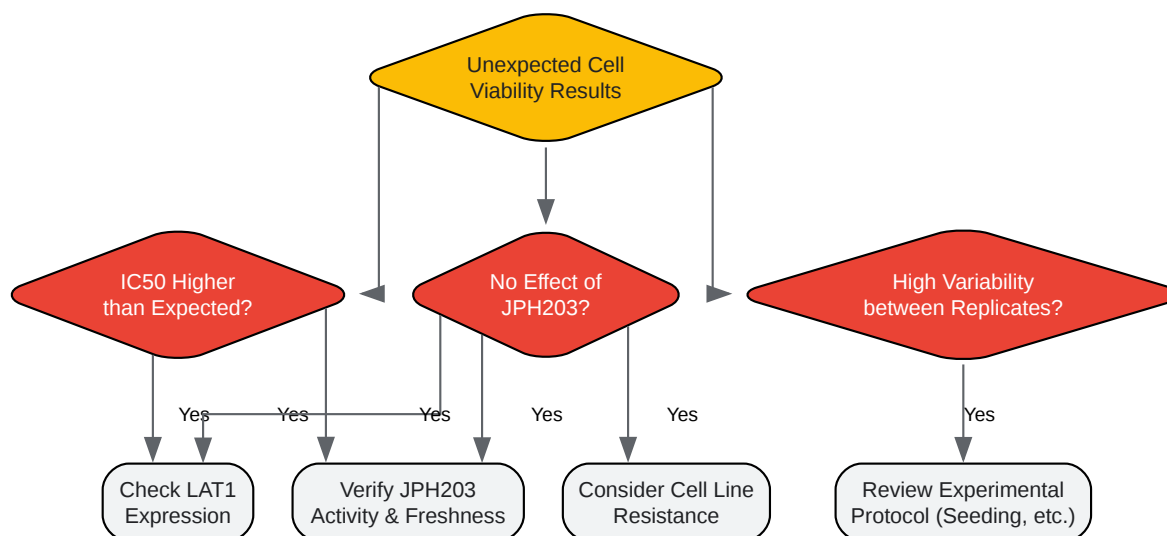 Unexpected Cell
Viability Results
IC50 Higher
than Expected?
No Effect of
JPH203?
High Variability
between Replicates?
Yes
Yes
Yes
Yes
Yes
Yes
Check LAT1
Expression
Verify JPH203
Activity & Freshness
Consider Cell Line
Resistance
Review Experimental
Protocol (Seeding, etc.)